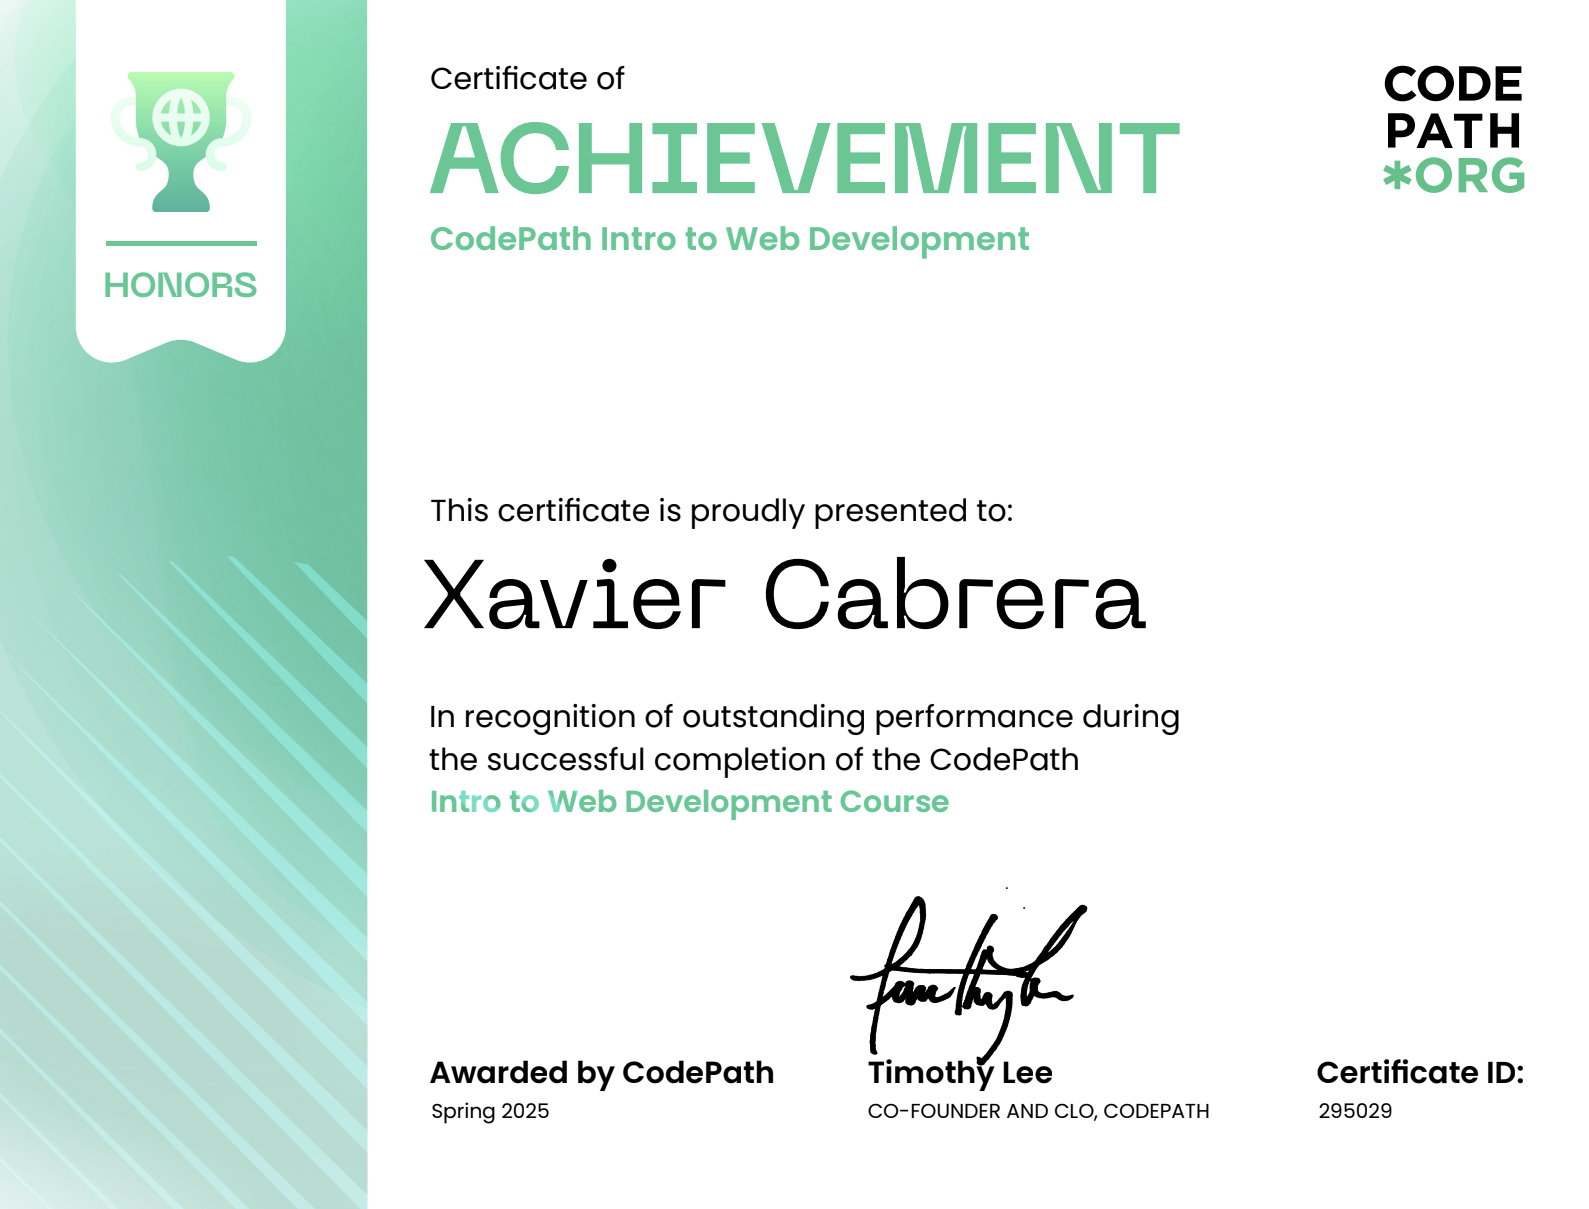 HONORS
Certificate of
ACHIEVEMENT
CodePath Intro to Web Development
CODE
PATH
*ORG
This certificate is proudly presented to:
Xavier Cabrera
In recognition of outstanding performance during
the successful completion of the CodePath
Intro to Web Development Course
Awarded by CodePath
Spring 2025
Timothy Lee
CO-FOUNDER AND CLO, CODEPATH
Certificate ID:
295029